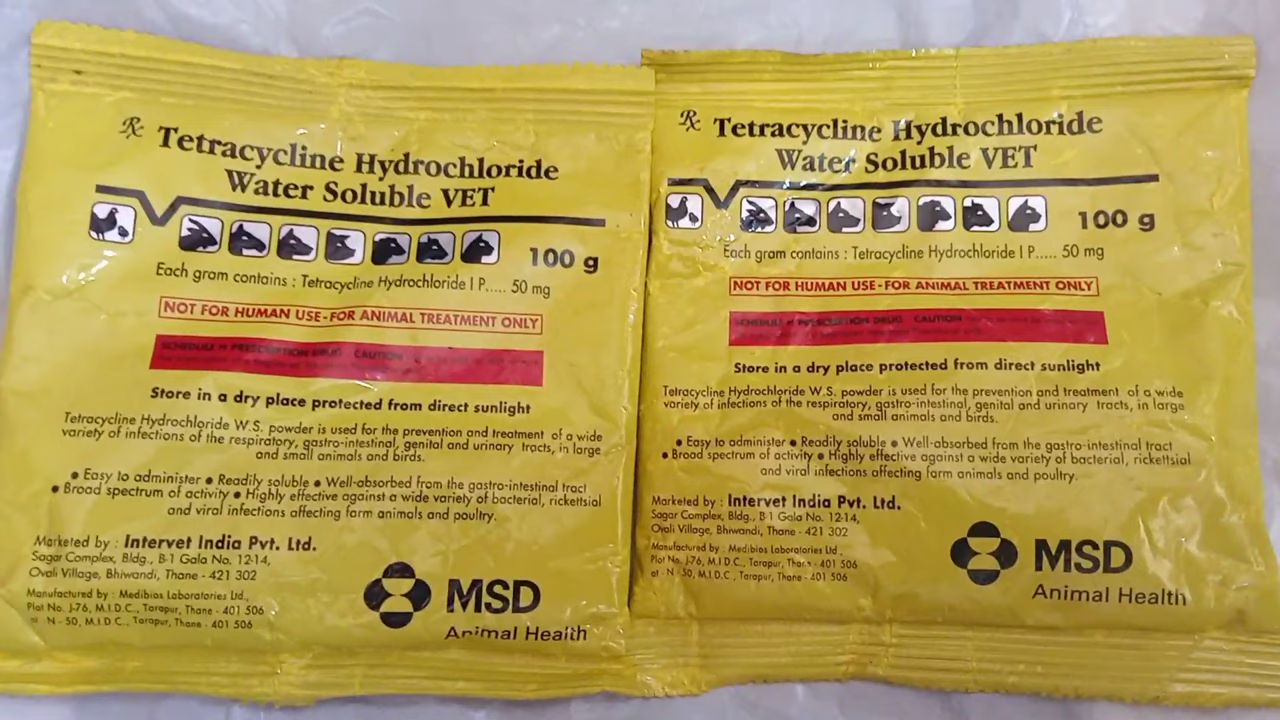 Rx Tetracycline Hydrochloride
Water Soluble VET
100 g
Each gram contains : Tetracycline Hydrochloride I P..... 50 mg
NOT FOR HUMAN USE-FOR ANIMAL TREATMENT ONLY
SCHEDULE H PRESCRIPTION DRUG CAUTION
Store in a dry place protected from direct sunlight
Tetracycline Hydrochloride W.S. powder is used for the prevention and treatment of a wide
variety of infections of the respiratory, gastro-intestinal, genital and urinary tracts, in large
and small animals and birds.
● Easy to administer ● Readily soluble ● Well-absorbed from the gastro-intestinal tract
● Broad spectrum of activity ● Highly effective against a wide variety of bacterial, rickettsial
and viral infections affecting farm animals and poultry.
Marketed by : Intervet India Pvt. Ltd.
Sagar Complex, Bldg., B-1 Gala No. 12-14,
Ovali Village, Bhiwandi, Thane - 421 302
Manufactured by : Medibios Laboratories Ltd.,
Plot No. J-76, M.I.D.C., Tarapur, Thane - 401 506
N - 50, M.I.D.C., Tarapur, Thane - 401 506
MSD
Animal Health
Rx Tetracycline Hydrochloride
Water Soluble VET
100 g
Each gram contains : Tetracycline Hydrochloride I P..... 50 mg
NOT FOR HUMAN USE-FOR ANIMAL TREATMENT ONLY
SCHEDULE H PRESCRIPTION DRUG CAUTION
Store in a dry place protected from direct sunlight
Tetracycline Hydrochloride W.S. powder is used for the prevention and treatment of a wide
variety of infections of the respiratory, gastro-intestinal, genital and urinary tracts, in large
and small animals and birds.
● Easy to administer ● Readily soluble ● Well-absorbed from the gastro-intestinal tract
● Broad spectrum of activity ● Highly effective against a wide variety of bacterial, rickettsial
and viral infections affecting farm animals and poultry.
Marketed by : Intervet India Pvt. Ltd.
Sagar Complex, Bldg., B-1 Gala No. 12-14,
Ovali Village, Bhiwandi, Thane - 421 302
Manufactured by : Medibios Laboratories Ltd.,
Plot No. J-76, M.I.D.C., Tarapur, Thane - 401 506
at - N - 50, M.I.D.C., Tarapur, Thane - 401 506
MSD
Animal Health